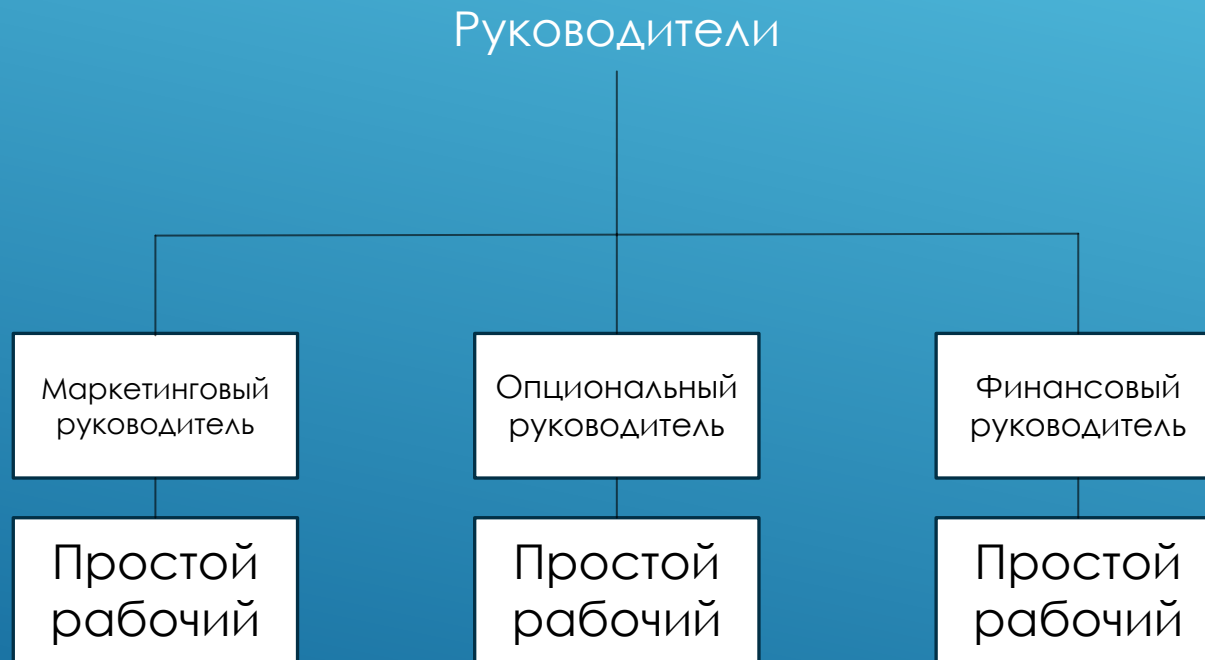 Руководители
Маркетинговый
руководитель
Опциональный
руководитель
Финансовый
руководитель
Простой
рабочий
Простой
рабочий
Простой
рабочий